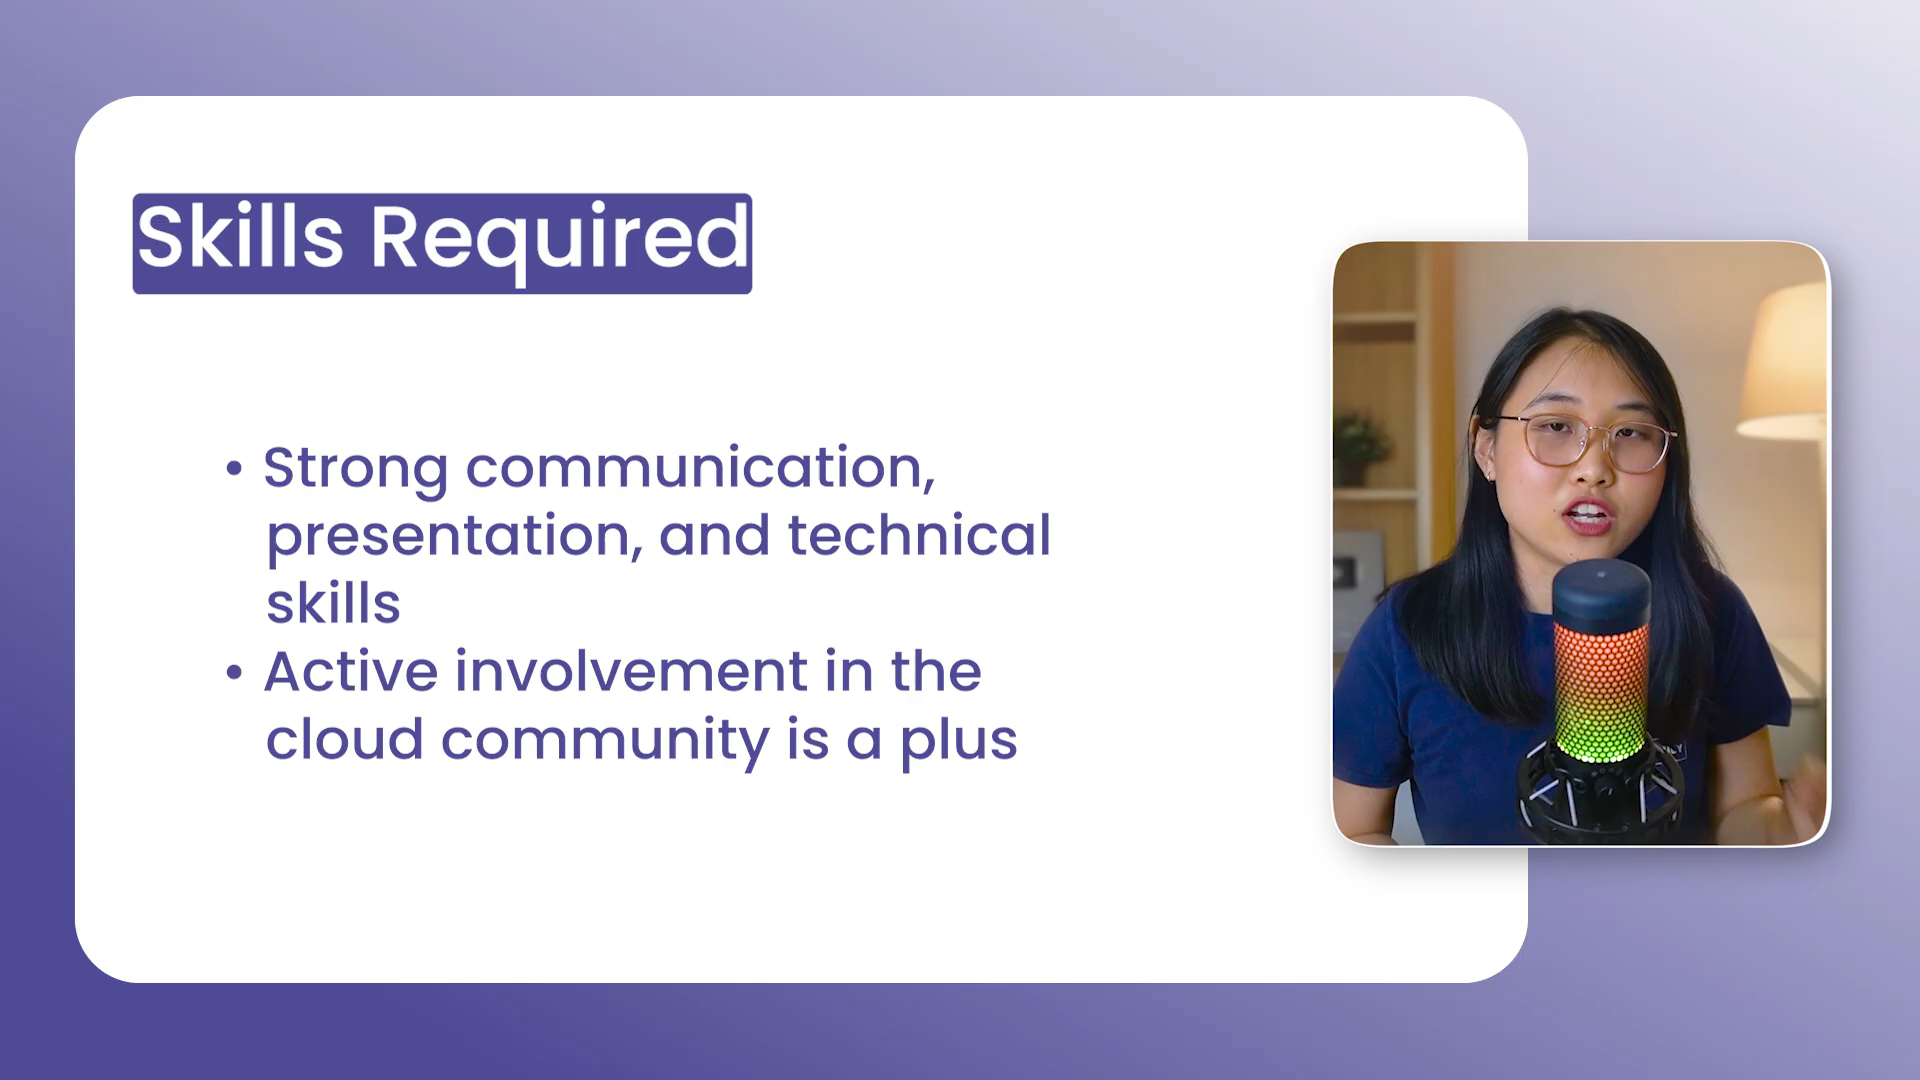 Skills Required
• Strong communication,
presentation, and technical
skills
• Active involvement in the
cloud community is a plus